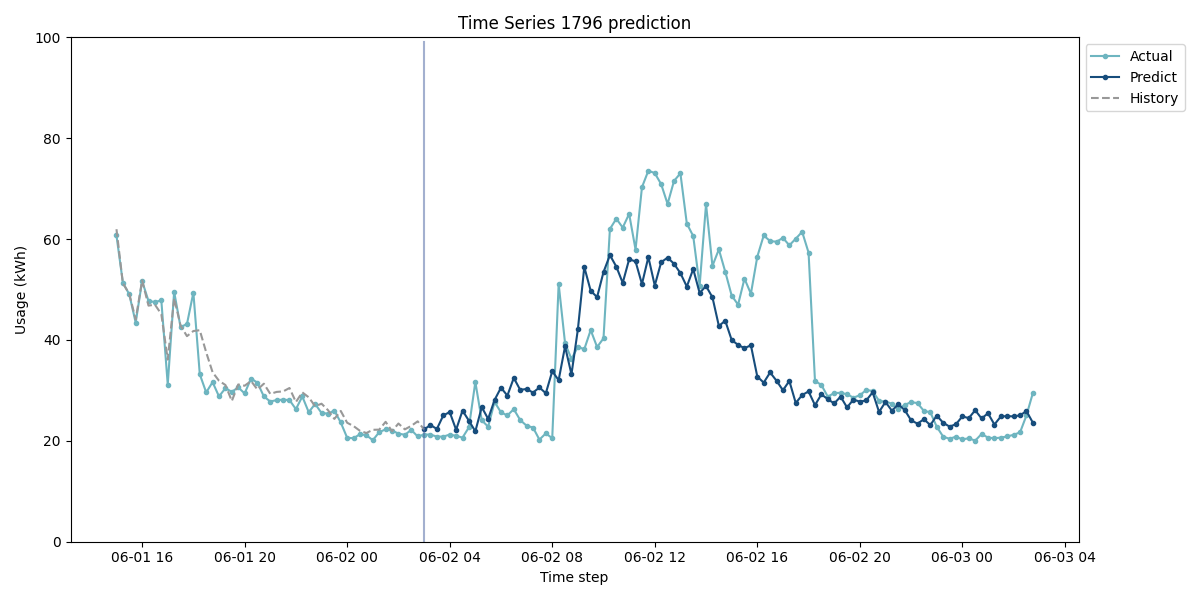 Time Series 1796 prediction
100
80
60
40
20
0
Usage (kWh)
06-01 16
06-01 20
06-02 00
06-02 04
06-02 08
06-02 12
06-02 16
06-02 20
06-03 00
06-03 04
Time step
Actual
Predict
History